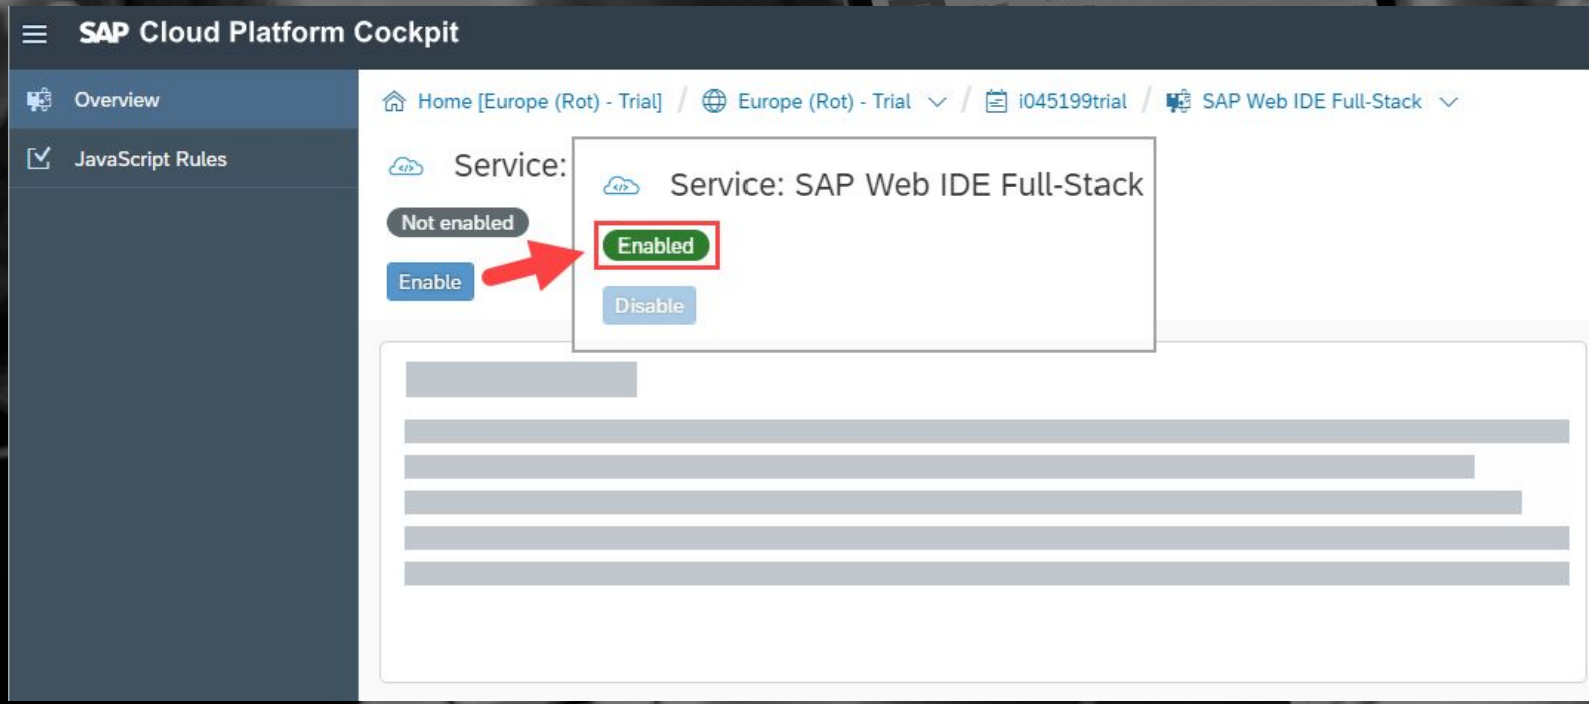 SAP Cloud Platform Cockpit
Overview
JavaScript Rules
Home [Europe (Rot) - Trial] / Europe (Rot) - Trial / i045199trial / SAP Web IDE Full-Stack
Service:
Not enabled
Enable
Service: SAP Web IDE Full-Stack
Enabled
Disable